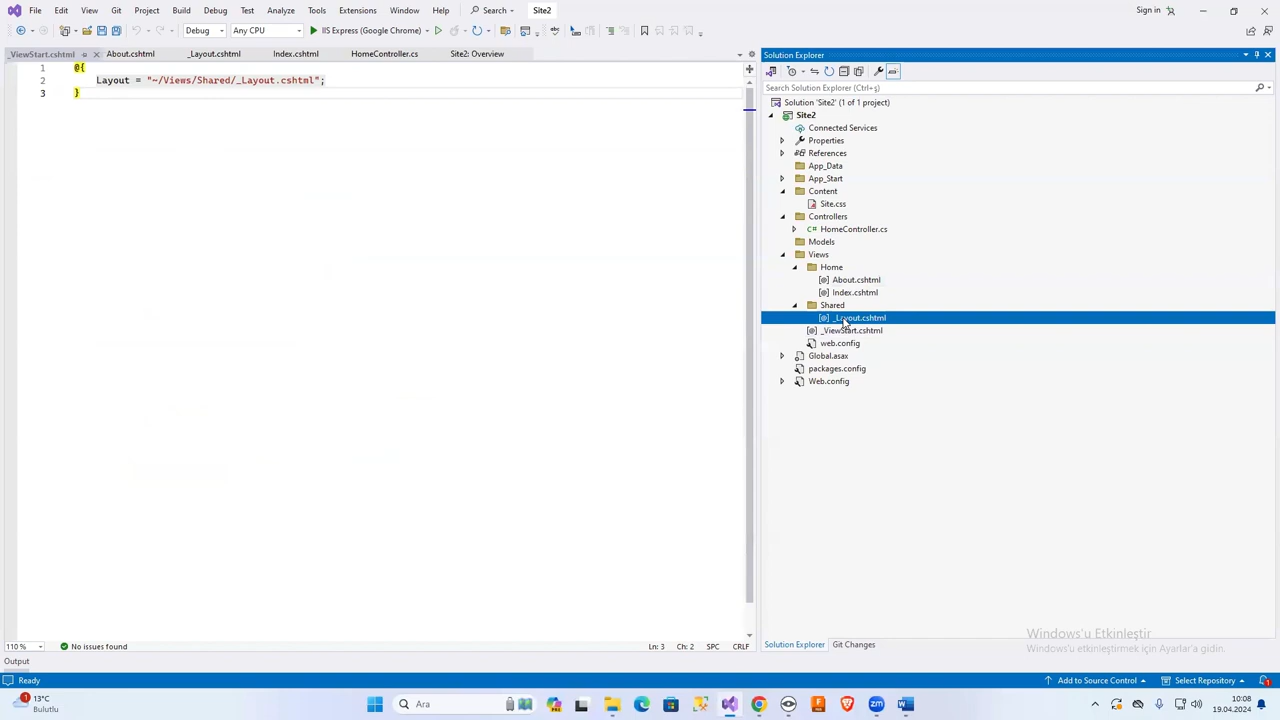 File Edit View Git Project Build Debug Test Analyze Tools Extensions Window Help Search Site2 Sign in
Debug Any CPU IIS Express (Google Chrome)
_ViewStart.cshtml About.cshtml _Layout.cshtml Index.cshtml HomeController.cs Site2: Overview
1 @{
2 Layout = "~/Views/Shared/_Layout.cshtml";
3 }
Solution Explorer
Search Solution Explorer (Ctrl+ş)
Solution 'Site2' (1 of 1 project)
Site2
Connected Services
Properties
References
App_Data
App_Start
Content
Site.css
Controllers
C# HomeController.cs
Models
Views
Home
[@] About.cshtml
[@] Index.cshtml
Shared
[@] _Layout.cshtml
[@] _ViewStart.cshtml
web.config
Global.asax
packages.config
Web.config
Windows'u Etkinleştir
Windows'u etkinleştirmek için Ayarlar'a gidin.
110 % No issues found Ln: 3 Ch: 2 SPC CRLF
Solution Explorer Git Changes
Output
Ready Add to Source Control Select Repository 1
1 13°C
Bulutlu
Ara
zm
10:08
19.04.2024